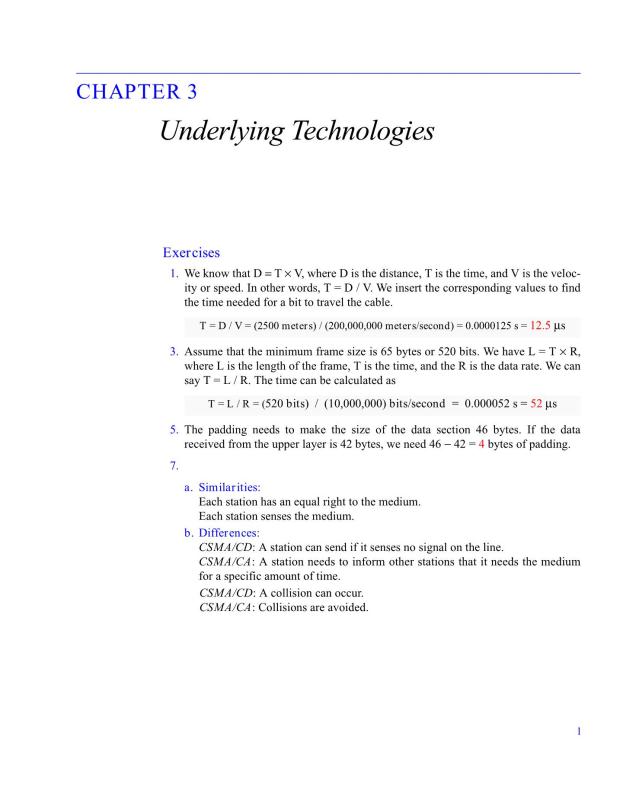 CHAPTER 3
Underlying Technologies
Exercises
1. We know that D = T × V, where D is the distance, T is the time, and V is the veloc-
ity or speed. In other words, T = D / V. We insert the corresponding values to find
the time needed for a bit to travel the cable.
T = D / V = (2500 meters) / (200,000,000 meters/second) = 0.0000125 s = 12.5 μs
3. Assume that the minimum frame size is 65 bytes or 520 bits. We have L = T × R,
where L is the length of the frame, T is the time, and the R is the data rate. We can
say T = L / R. The time can be calculated as
T = L / R = (520 bits) / (10,000,000) bits/second = 0.000052 s = 52 μs
5. The padding needs to make the size of the data section 46 bytes. If the data
received from the upper layer is 42 bytes, we need 46 − 42 = 4 bytes of padding.
7.
a. Similarities:
Each station has an equal right to the medium.
Each station senses the medium.
b. Differences:
CSMA/CD: A station can send if it senses no signal on the line.
CSMA/CA: A station needs to inform other stations that it needs the medium
for a specific amount of time.
CSMA/CD: A collision can occur.
CSMA/CA: Collisions are avoided.
1